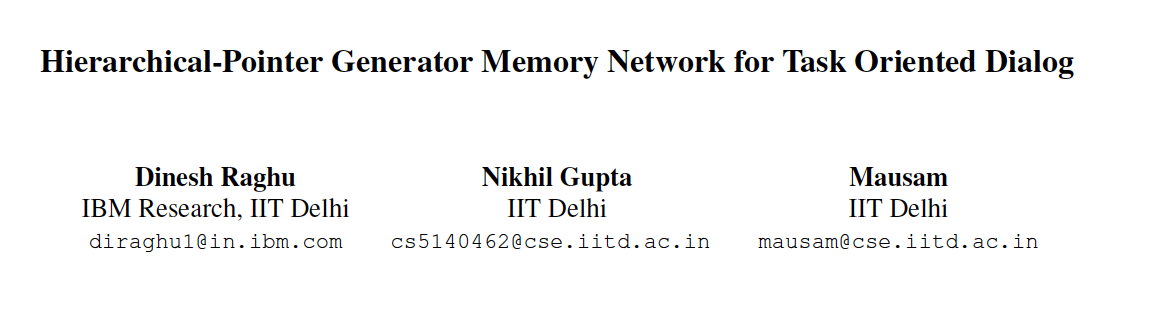 Hierarchical-Pointer Generator Memory Network for Task Oriented Dialog
Dinesh Raghu
IBM Research, IIT Delhi
diraghu1@in.ibm.com
Nikhil Gupta
IIT Delhi
cs5140462@cse.iitd.ac.in
Mausam
IIT Delhi
mausam@cse.iitd.ac.in